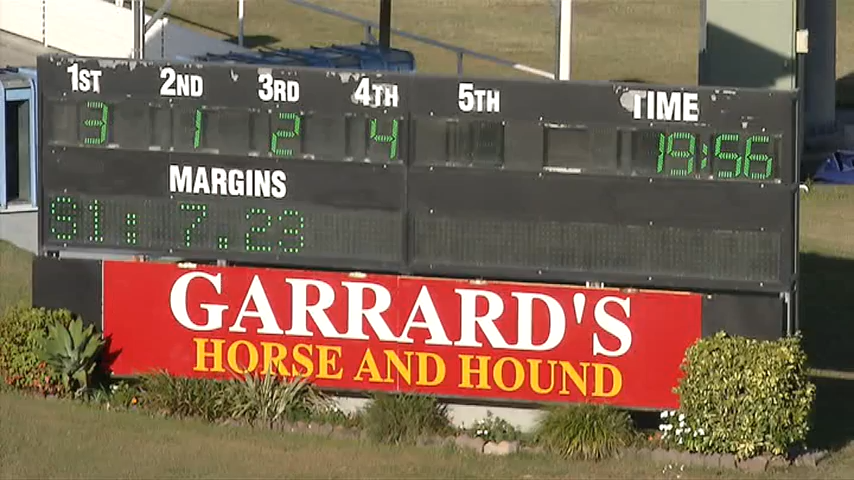 1ST 2ND 3RD 4TH 5TH TIME
3 1 2 4 19:56
MARGINS
S1: 7.23
GARRARD'S
HORSE AND HOUND